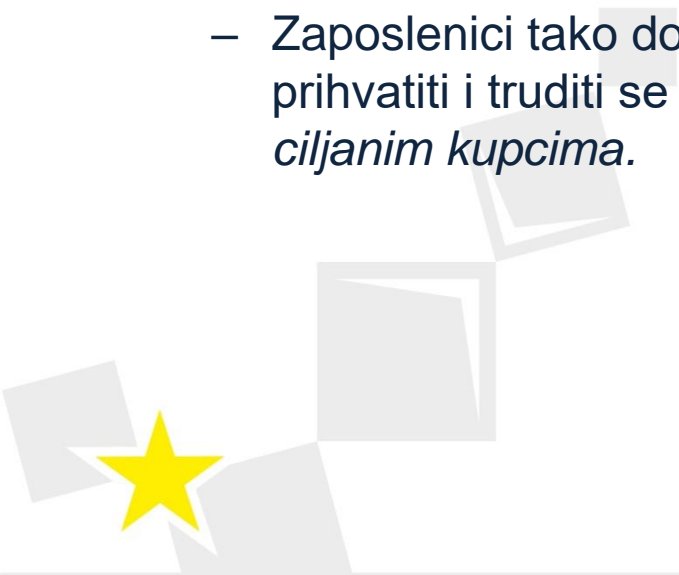 – Zaposlenici tako do
prihvatiti i truditi se
ciljanim kupcima.